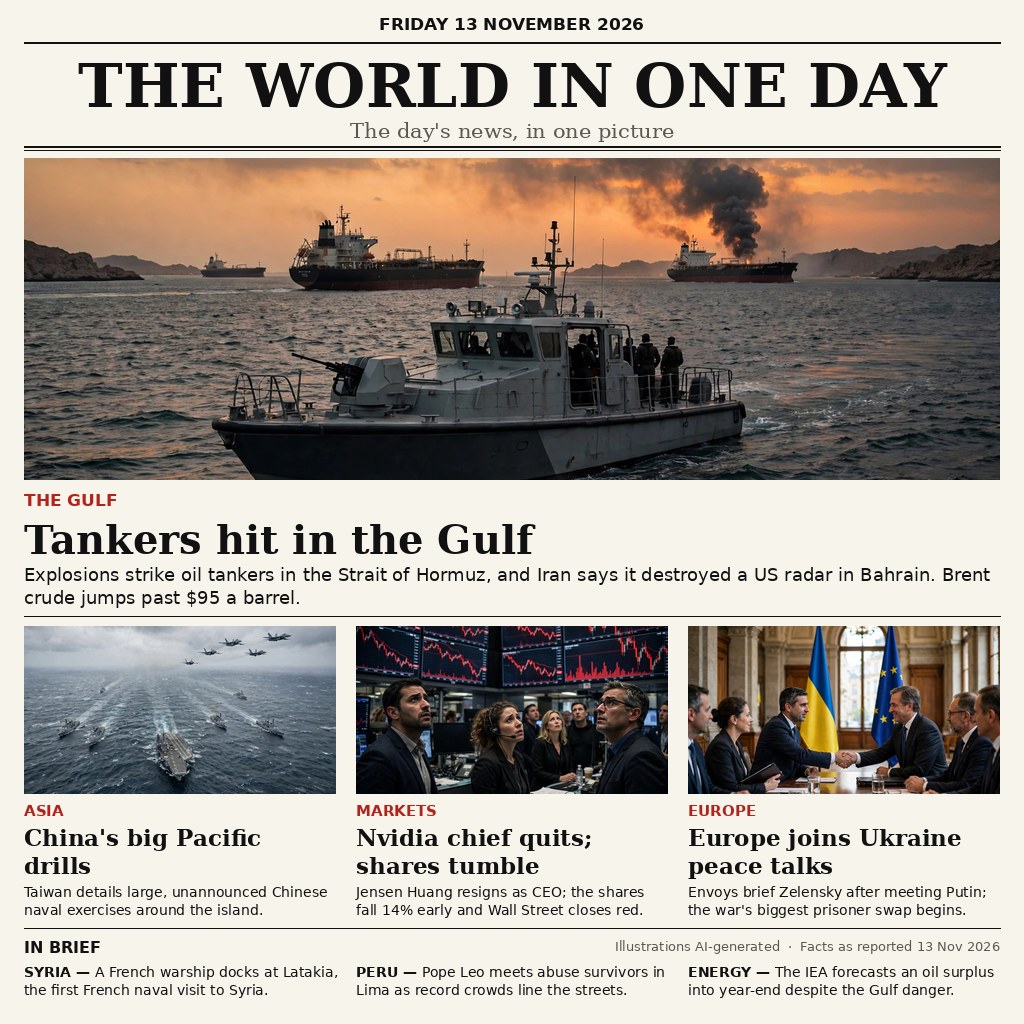 FRIDAY 13 NOVEMBER 2026
THE WORLD IN ONE DAY
The day's news, in one picture
THE GULF
Tankers hit in the Gulf
Explosions strike oil tankers in the Strait of Hormuz, and Iran says it destroyed a US radar in Bahrain. Brent
crude jumps past $95 a barrel.
ASIA
China's big Pacific
drills
Taiwan details large, unannounced Chinese
naval exercises around the island.
MARKETS
Nvidia chief quits;
shares tumble
Jensen Huang resigns as CEO; the shares
fall 14% early and Wall Street closes red.
EUROPE
Europe joins Ukraine
peace talks
Envoys brief Zelensky after meeting Putin;
the war's biggest prisoner swap begins.
IN BRIEF
Illustrations AI-generated · Facts as reported 13 Nov 2026
SYRIA — A French warship docks at Latakia,
the first French naval visit to Syria.
PERU — Pope Leo meets abuse survivors in
Lima as record crowds line the streets.
ENERGY — The IEA forecasts an oil surplus
into year-end despite the Gulf danger.